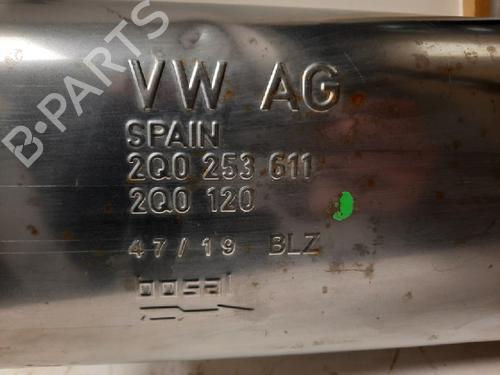 B-PARTS
VW AG
SPAIN
2Q0 253 611
2Q0 120
47/19 BLZ
bosal